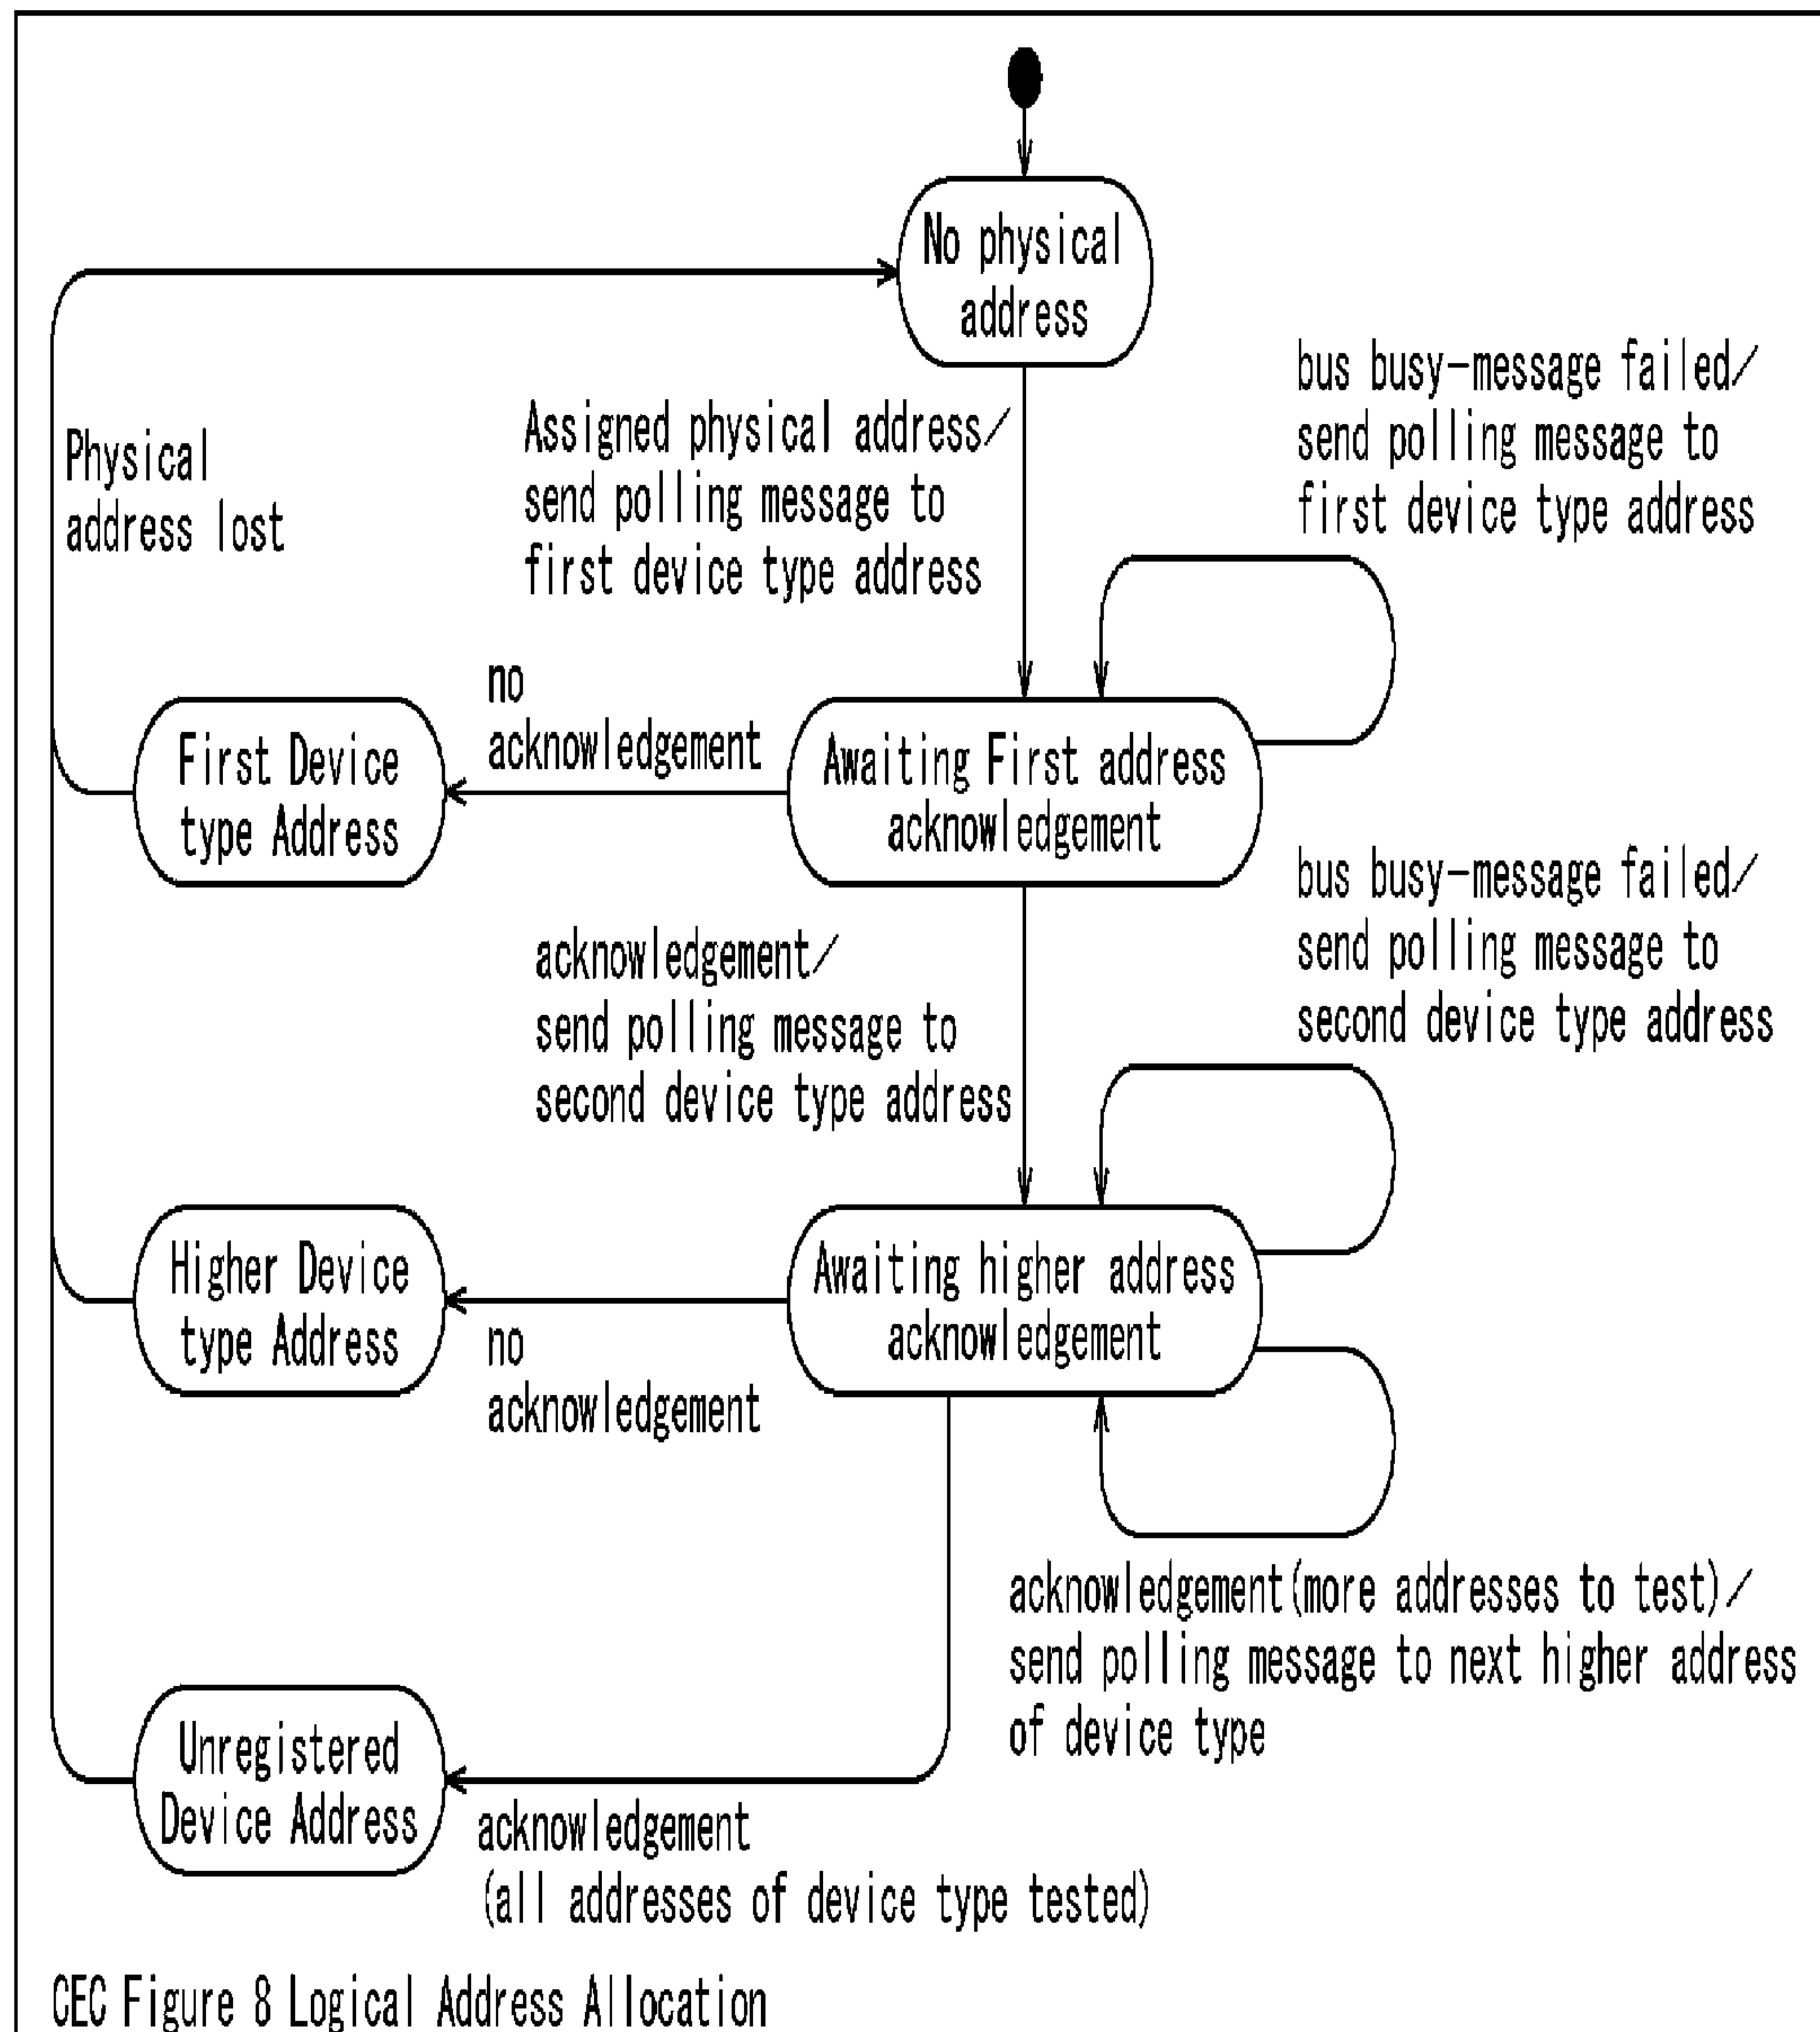 No physical
address
bus busy-message failed/
send polling message to
first device type address
Assigned physical address/
send polling message to
first device type address
Physical
address lost
no
acknowledgement
First Device
type Address
Awaiting First address
acknowledgement
bus busy-message failed/
send polling message to
second device type address
acknowledgement/
send polling message to
second device type address
Higher Device
type Address
Awaiting higher address
acknowledgement
no
acknowledgement
acknowledgement(more addresses to test)/
send polling message to next higher address
of device type
Unregistered
Device Address
acknowledgement
(all addresses of device type tested)
CEC Figure 8 Logical Address Allocation